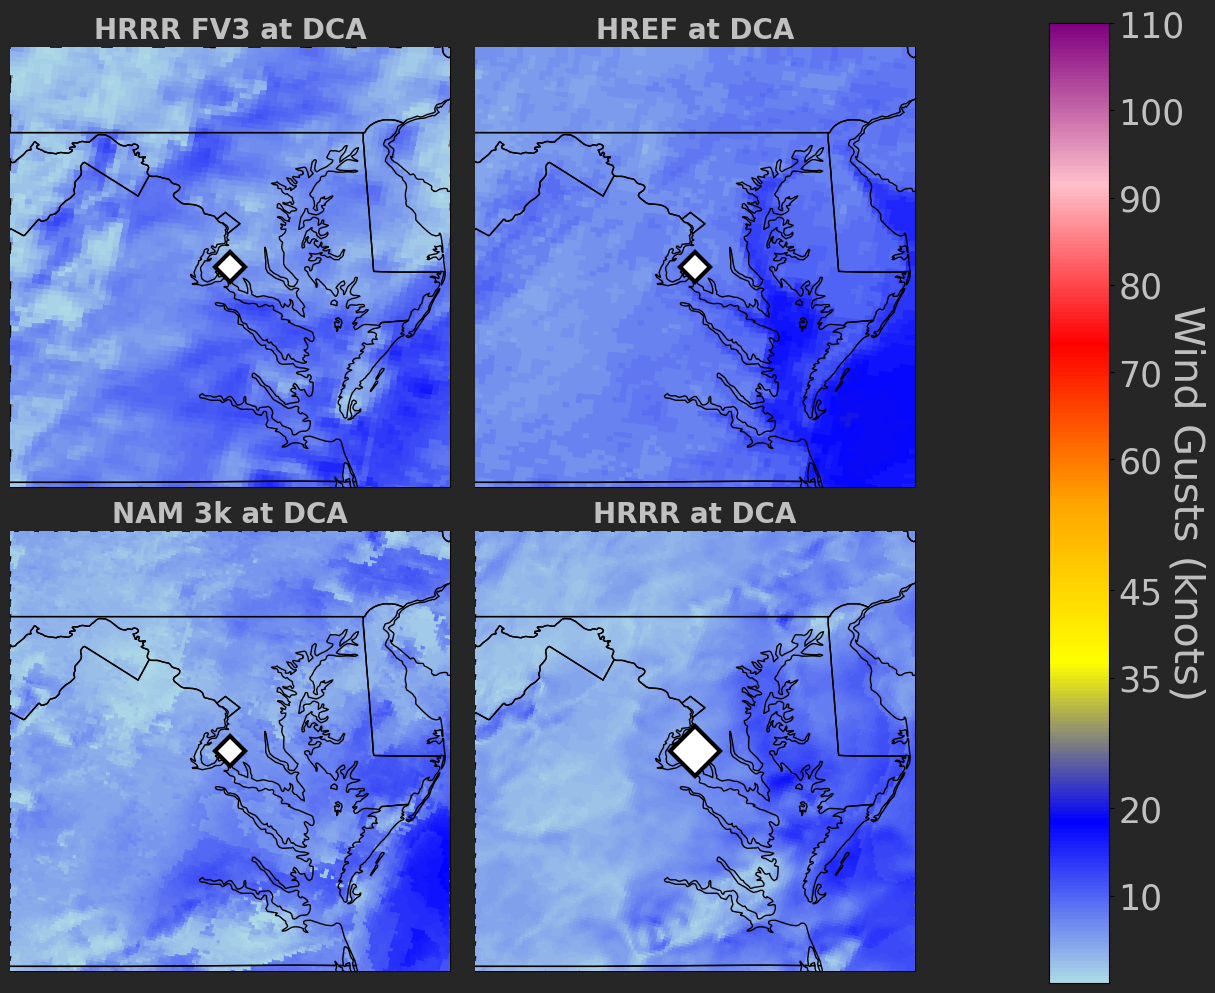 HRRR FV3 at DCA
HREF at DCA
NAM 3k at DCA
HRRR at DCA
110
100
90
80
70
60
45
35
20
10
Wind Gusts (knots)